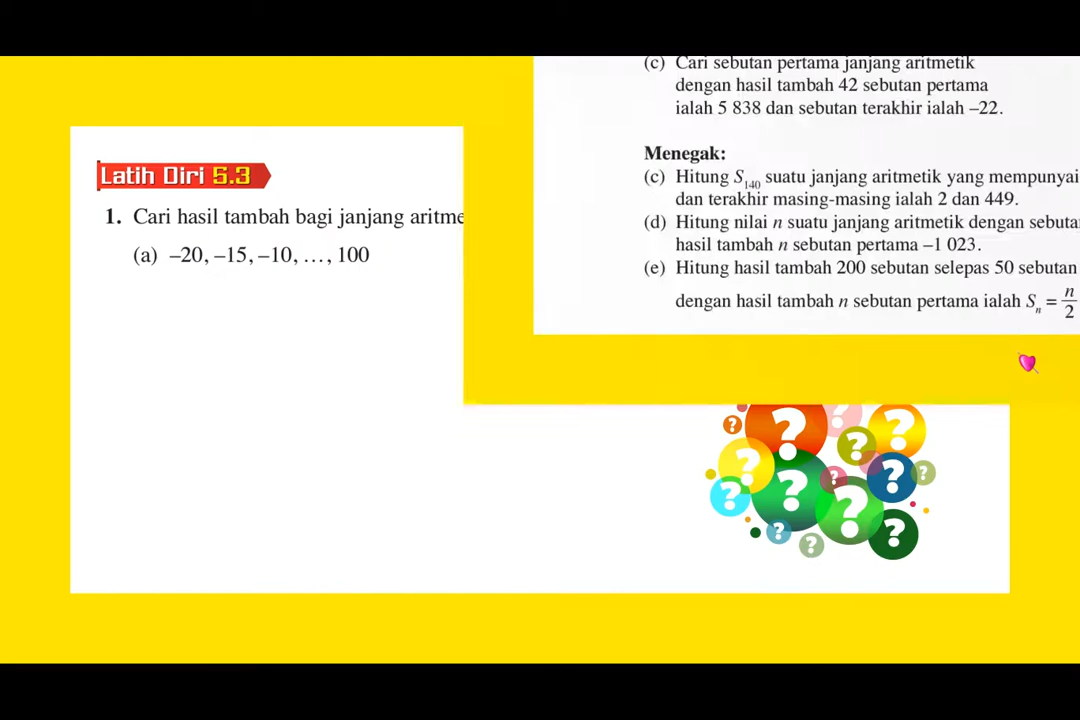 Latih Diri 5.3
1. Cari hasil tambah bagi janjang aritme
(a) –20, –15, –10, …, 100
(c) Cari sebutan pertama janjang aritmetik
dengan hasil tambah 42 sebutan pertama
ialah 5 838 dan sebutan terakhir ialah –22.
Menegak:
(c) Hitung S₁₄₀ suatu janjang aritmetik yang mempunyai
dan terakhir masing-masing ialah 2 dan 449.
(d) Hitung nilai n suatu janjang aritmetik dengan sebuta
hasil tambah n sebutan pertama –1 023.
(e) Hitung hasil tambah 200 sebutan selepas 50 sebutan
dengan hasil tambah n sebutan pertama ialah Sₙ = n/2
? ? ? ? ? ? ? ? ? ? ? ? ?